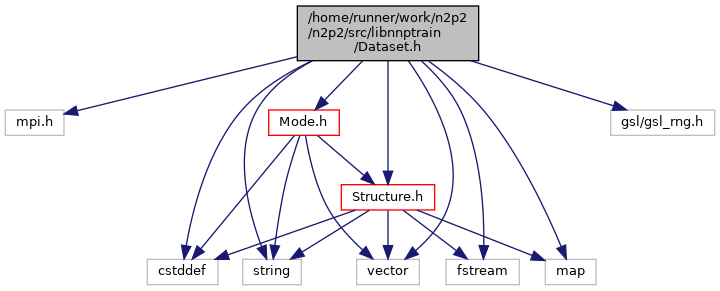 /home/runner/work/n2p2
/n2p2/src/libnnptrain
/Dataset.h
mpi.h
Mode.h
gsl/gsl_rng.h
Structure.h
cstddef
string
vector
fstream
map